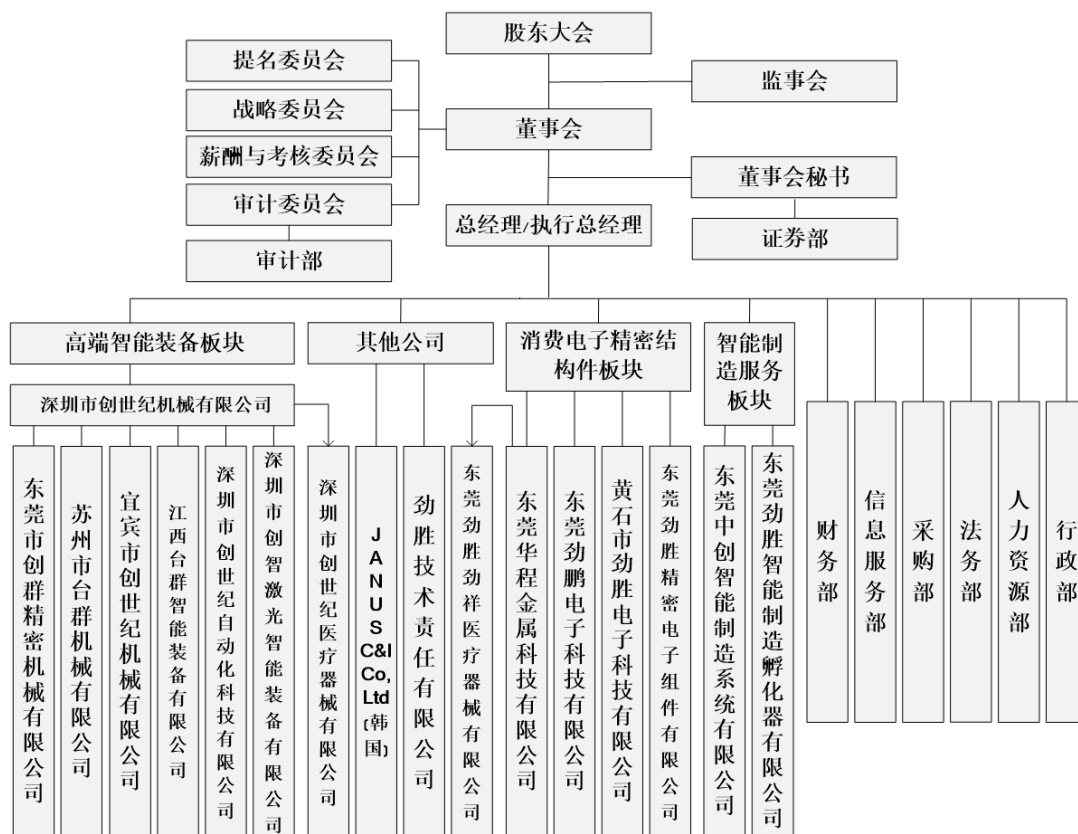 股东大会
提名委员会
监事会
战略委员会
董事会
薪酬与考核委员会
董事会秘书
审计委员会
总经理/执行总经理
证券部
审计部
高端智能装备板块
其他公司
消费电子精密结
构件板块
智能制
造服务
板块
深圳市创世纪机械有限公司
东莞市创群精密机械有限公司
苏州市台群机械有限公司
宜宾市创世纪机械有限公司
江西台群智能装备有限公司
深圳市创世纪自动化科技有限公司
深圳市创智激光智能装备有限公司
深圳市创世纪医疗器械有限公司
JANUS
C&I
Co,
Ltd
(韩国)
劲胜技术责任有限公司
东莞劲胜劲祥医疗器械有限公司
东莞华程金属科技有限公司
东莞劲鹏电子科技有限公司
黄石市劲胜电子科技有限公司
东莞劲胜精密电子组件有限公司
东莞中创智能制造系统有限公司
东莞劲胜智能制造孵化器有限公司
财务部
信息服务部
采购部
法务部
人力资源部
行政部